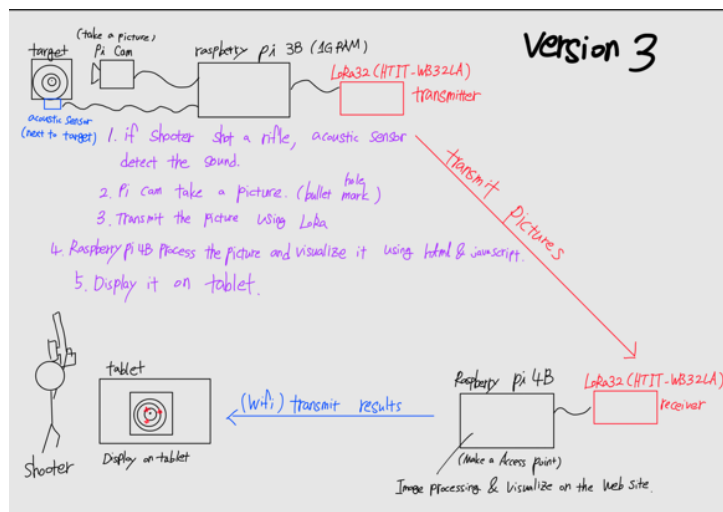 Version 3
(take a picture)
Pi Cam
target
raspberry pi 3B (1G RAM)
LoRa32 (HTIT-WB32LA)
transmitter
acoustic sensor
(next to target)
1. if shooter shot a rifle, acoustic sensor
detect the sound.
2. Pi cam take a picture. (bullet hole mark)
3. Transmit the picture using LoRa
4. Raspberry pi 4B process the picture and visualize it using html & javascript.
5. Display it on tablet.
transmit pictures
tablet
Display on tablet
shooter
(Wifi) transmit results
Raspberry pi 4B
(Make a Access point)
Image processing & visualize on the web site.
LoRa32 (HTIT-WB32LA)
receiver